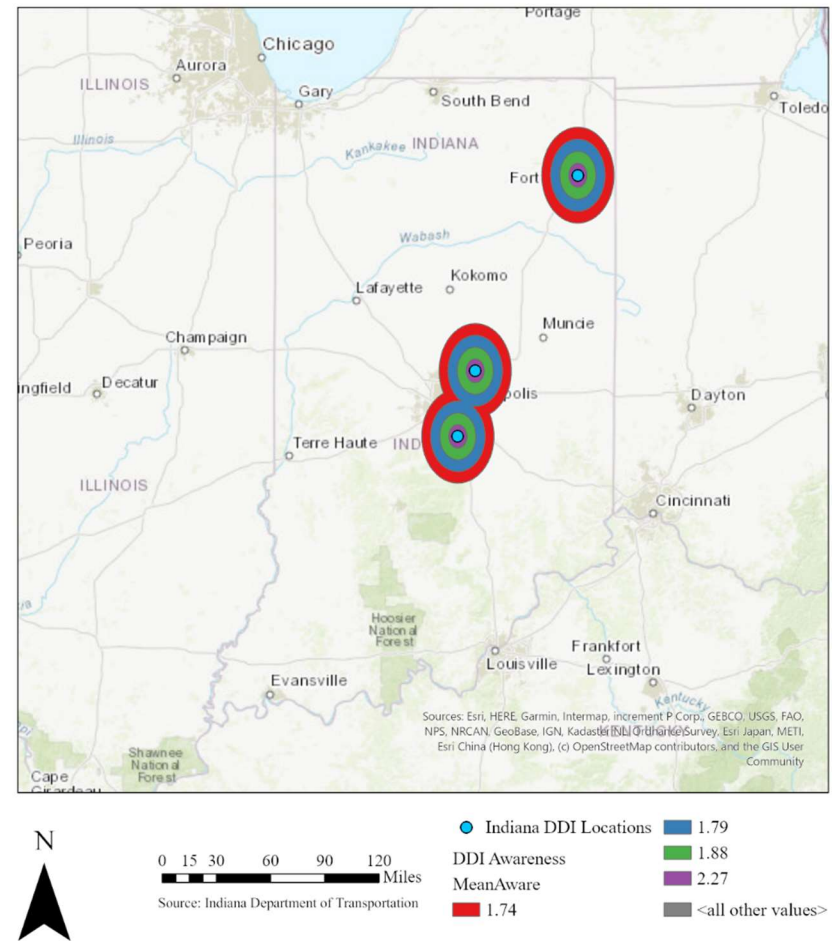 Portage
Chicago
Aurora
ILLINOIS
Gary
South Bend
Toledo
Illinois
Kankakee
INDIANA
Fort
Peoria
Wabash
Lafayette
Kokomo
Muncie
Champaign
ingfield
Decatur
polis
Dayton
Terre Haute
IND
ILLINOIS
Cincinnati
Hoosier
National
Forest
Louisville
Frankfort
Lexington
Evansville
Kentucky
KENTUCKY
Sources: Esri, HERE, Garmin, Intermap, increment P Corp., GEBCO, USGS, FAO,
NPS, NRCAN, GeoBase, IGN, Kadaster NL, Ordnance Survey, Esri Japan, METI,
Esri China (Hong Kong), (c) OpenStreetMap contributors, and the GIS User
Community
Shawnee
National
Forest
Cape
Girardeau
N
0 15 30 60 90 120
Miles
Source: Indiana Department of Transportation
Indiana DDI Locations
DDI Awareness
MeanAware
1.74
1.79
1.88
2.27
<all other values>